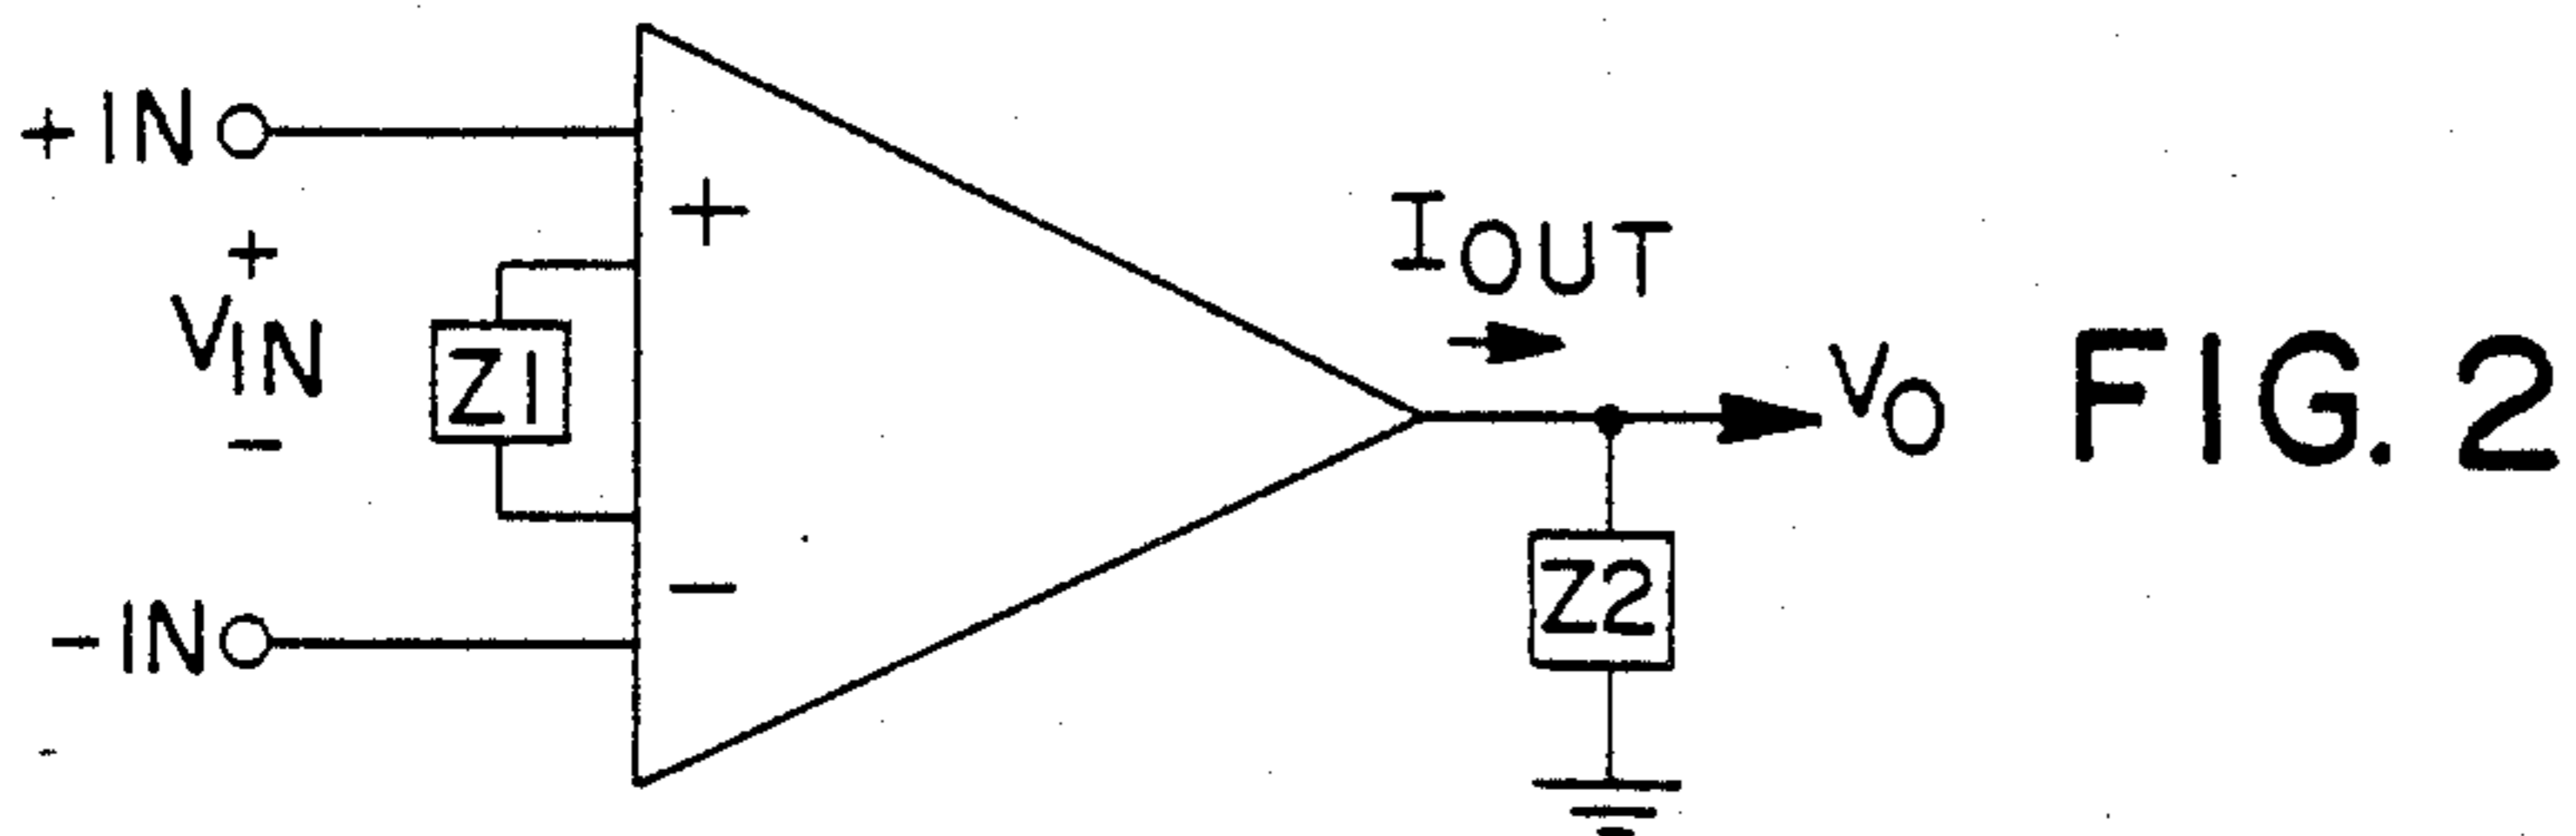 +IN
+
VIN
-
Z1
-IN
+
-
IOUT
VO
Z2
FIG. 2